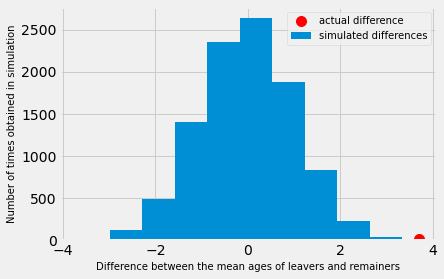 actual difference
simulated differences
Number of times obtained in simulation
2500
2000
1500
1000
500
0
−4 −2 0 2 4
Difference between the mean ages of leavers and remainers